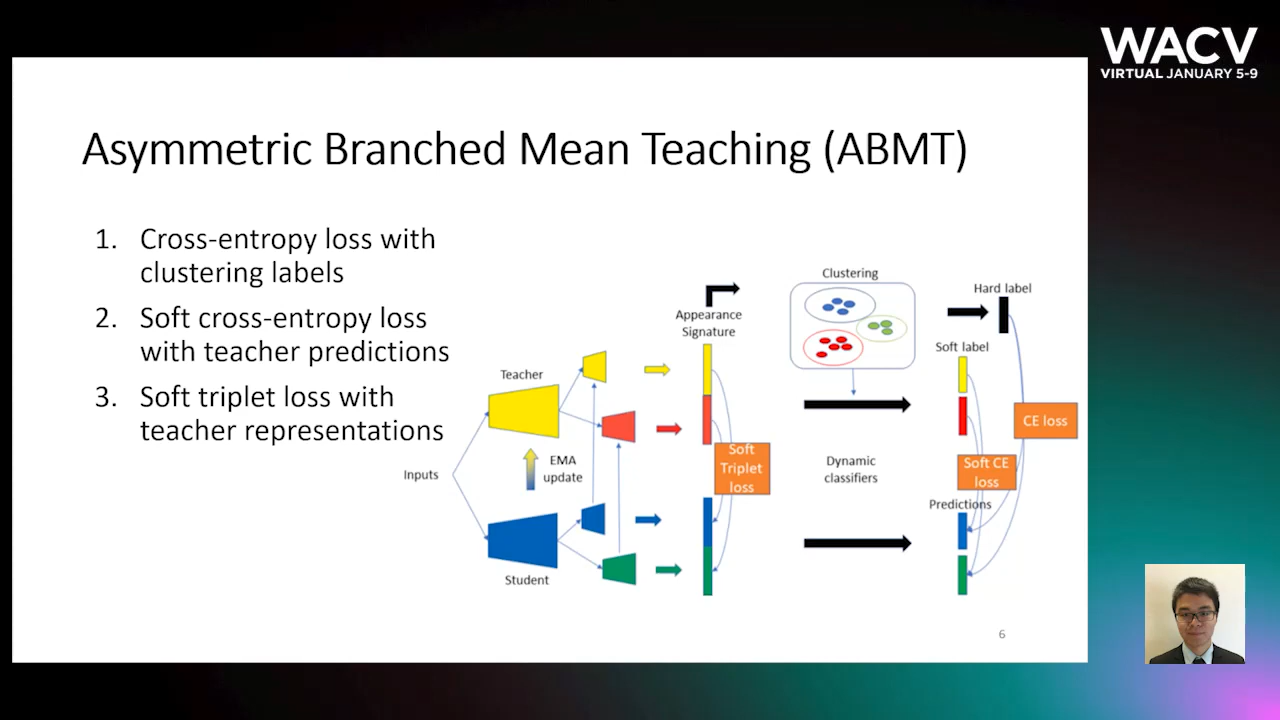 WACV
VIRTUAL JANUARY 5-9
Asymmetric Branched Mean Teaching (ABMT)
1. Cross-entropy loss with
clustering labels
2. Soft cross-entropy loss
with teacher predictions
3. Soft triplet loss with
teacher representations
Inputs
Teacher
EMA
update
Student
Appearance
Signature
Soft
Triplet
loss
Clustering
Dynamic
classifiers
Hard label
Soft label
CE loss
Soft CE
loss
Predictions
6